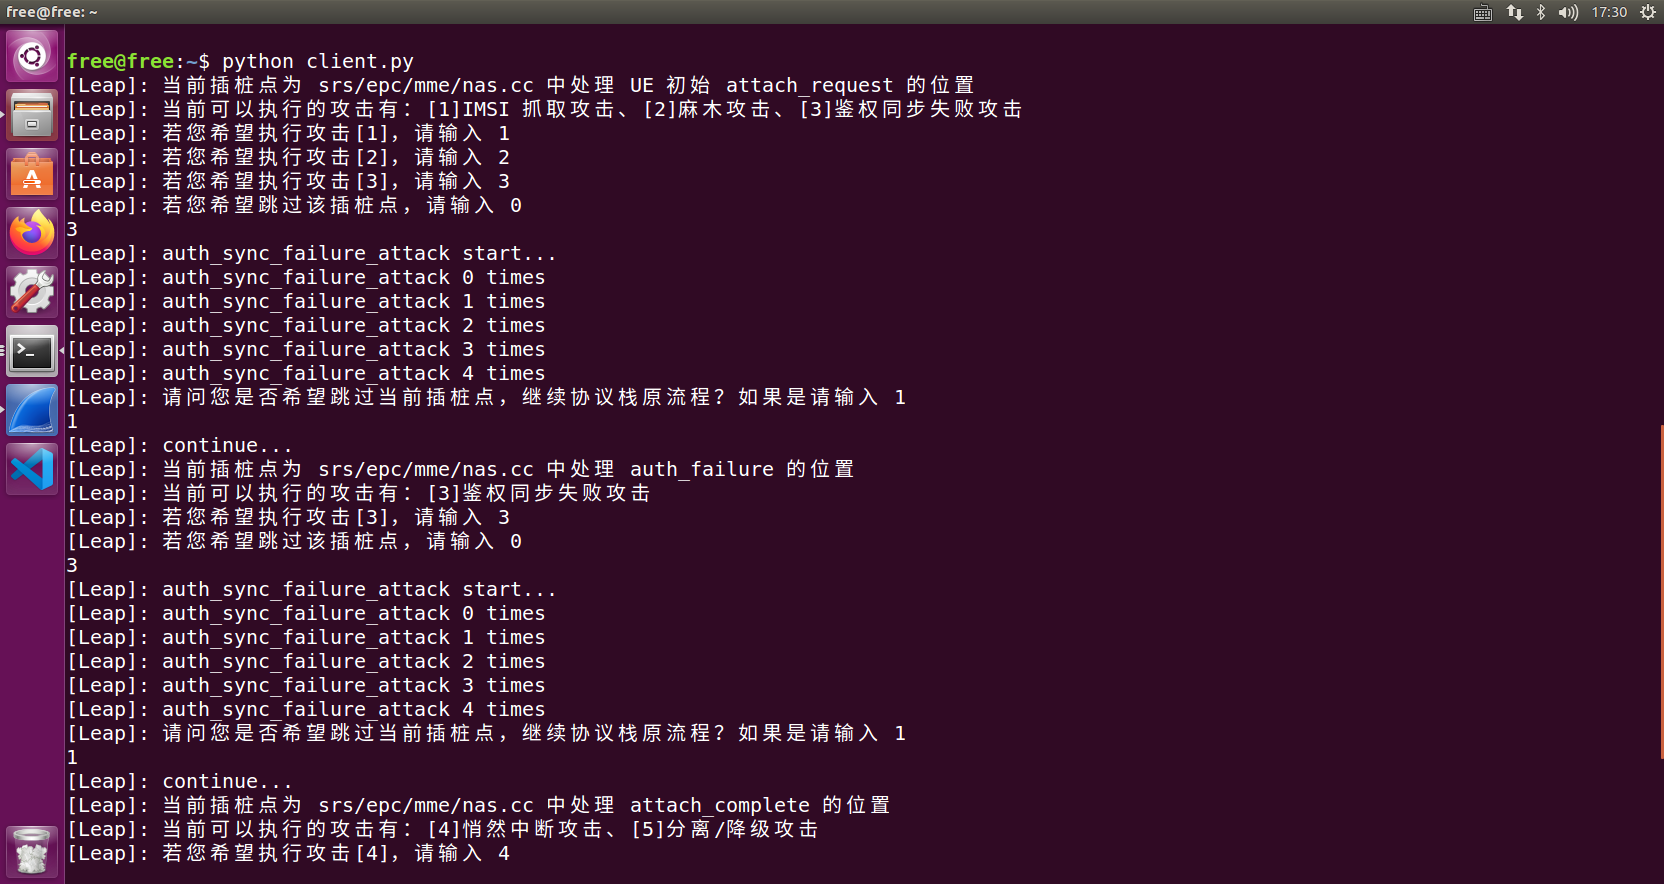 free@free: ~
17:30
free@free:~$ python client.py
[Leap]: 当前插桩点为 srs/epc/mme/nas.cc 中处理 UE 初始 attach_request 的位置
[Leap]: 当前可以执行的攻击有：[1]IMSI 抓取攻击、[2]麻木攻击、[3]鉴权同步失败攻击
[Leap]: 若您希望执行攻击[1]，请输入 1
[Leap]: 若您希望执行攻击[2]，请输入 2
[Leap]: 若您希望执行攻击[3]，请输入 3
[Leap]: 若您希望跳过该插桩点，请输入 0
3
[Leap]: auth_sync_failure_attack start...
[Leap]: auth_sync_failure_attack 0 times
[Leap]: auth_sync_failure_attack 1 times
[Leap]: auth_sync_failure_attack 2 times
[Leap]: auth_sync_failure_attack 3 times
[Leap]: auth_sync_failure_attack 4 times
[Leap]: 请问您是否希望跳过当前插桩点，继续协议栈原流程？如果是请输入 1
1
[Leap]: continue...
[Leap]: 当前插桩点为 srs/epc/mme/nas.cc 中处理 auth_failure 的位置
[Leap]: 当前可以执行的攻击有：[3]鉴权同步失败攻击
[Leap]: 若您希望执行攻击[3]，请输入 3
[Leap]: 若您希望跳过该插桩点，请输入 0
3
[Leap]: auth_sync_failure_attack start...
[Leap]: auth_sync_failure_attack 0 times
[Leap]: auth_sync_failure_attack 1 times
[Leap]: auth_sync_failure_attack 2 times
[Leap]: auth_sync_failure_attack 3 times
[Leap]: auth_sync_failure_attack 4 times
[Leap]: 请问您是否希望跳过当前插桩点，继续协议栈原流程？如果是请输入 1
1
[Leap]: continue...
[Leap]: 当前插桩点为 srs/epc/mme/nas.cc 中处理 attach_complete 的位置
[Leap]: 当前可以执行的攻击有：[4]悄然中断攻击、[5]分离/降级攻击
[Leap]: 若您希望执行攻击[4]，请输入 4